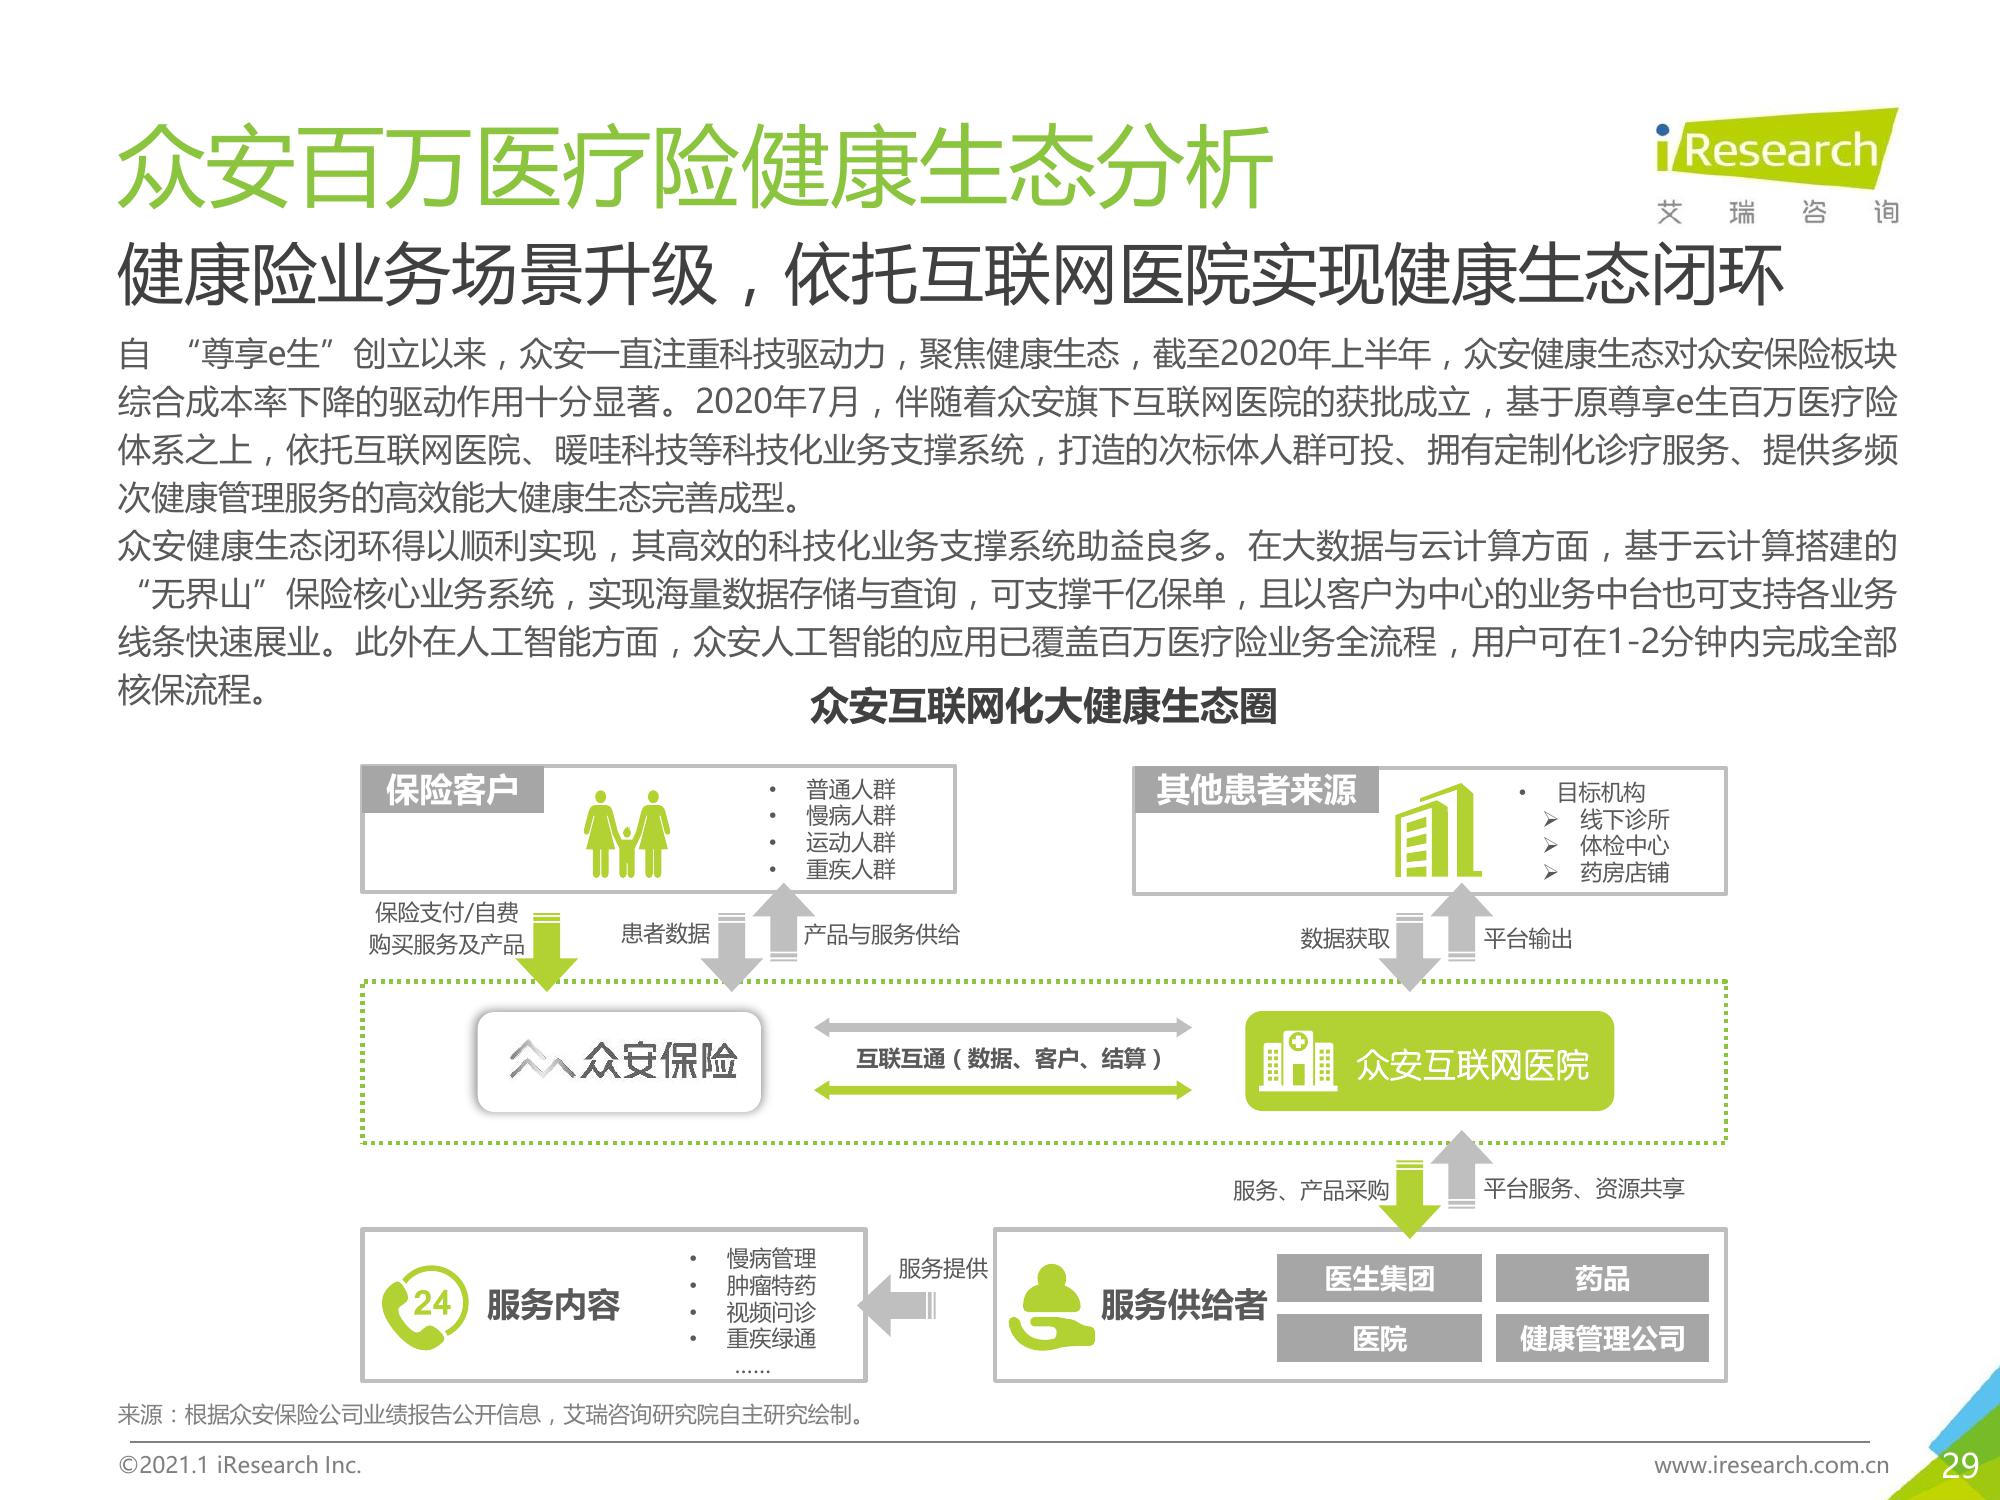 众安百万医疗险健康生态分析
iResearch
艾瑞咨询
健康险业务场景升级，依托互联网医院实现健康生态闭环
自 “尊享e生”创立以来，众安一直注重科技驱动力，聚焦健康生态，截至2020年上半年，众安健康生态对众安保险板块
综合成本率下降的驱动作用十分显著。2020年7月，伴随着众安旗下互联网医院的获批成立，基于原尊享e生百万医疗险
体系之上，依托互联网医院、暖哇科技等科技化业务支撑系统，打造的次标体人群可投、拥有定制化诊疗服务、提供多频
次健康管理服务的高效能大健康生态完善成型。
众安健康生态闭环得以顺利实现，其高效的科技化业务支撑系统助益良多。在大数据与云计算方面，基于云计算搭建的
“无界山”保险核心业务系统，实现海量数据存储与查询，可支撑千亿保单，且以客户为中心的业务中台也可支持各业务
线条快速展业。此外在人工智能方面，众安人工智能的应用已覆盖百万医疗险业务全流程，用户可在1-2分钟内完成全部
核保流程。
众安互联网化大健康生态圈
保险客户
• 普通人群
• 慢病人群
• 运动人群
• 重疾人群
其他患者来源
• 目标机构
➢ 线下诊所
➢ 体检中心
➢ 药房店铺
保险支付/自费
购买服务及产品
患者数据
产品与服务供给
数据获取
平台输出
众安保险
互联互通（数据、客户、结算）
众安互联网医院
服务、产品采购
平台服务、资源共享
24
服务内容
• 慢病管理
• 肿瘤特药
• 视频问诊
• 重疾绿通
……
服务提供
服务供给者
医生集团
药品
医院
健康管理公司
来源：根据众安保险公司业绩报告公开信息，艾瑞咨询研究院自主研究绘制。
©2021.1 iResearch Inc.
www.iresearch.com.cn
29